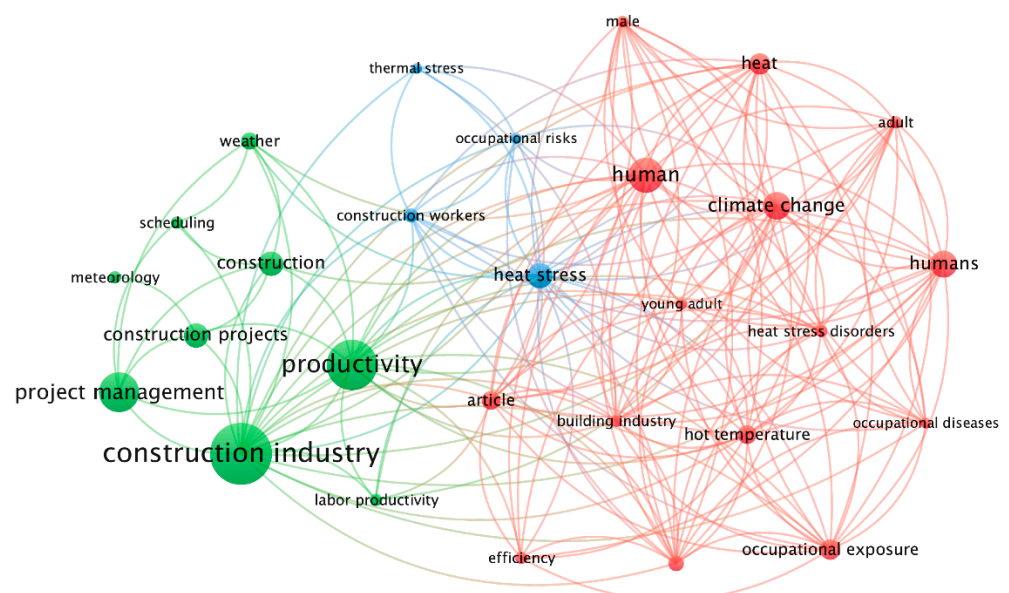 male
heat
thermal stress
adult
weather
occupational risks
human
climate change
construction workers
scheduling
construction
humans
meteorology
heat stress
young adult
construction projects
heat stress disorders
productivity
project management
article
building industry
hot temperature
occupational diseases
construction industry
labor productivity
efficiency
occupational exposure